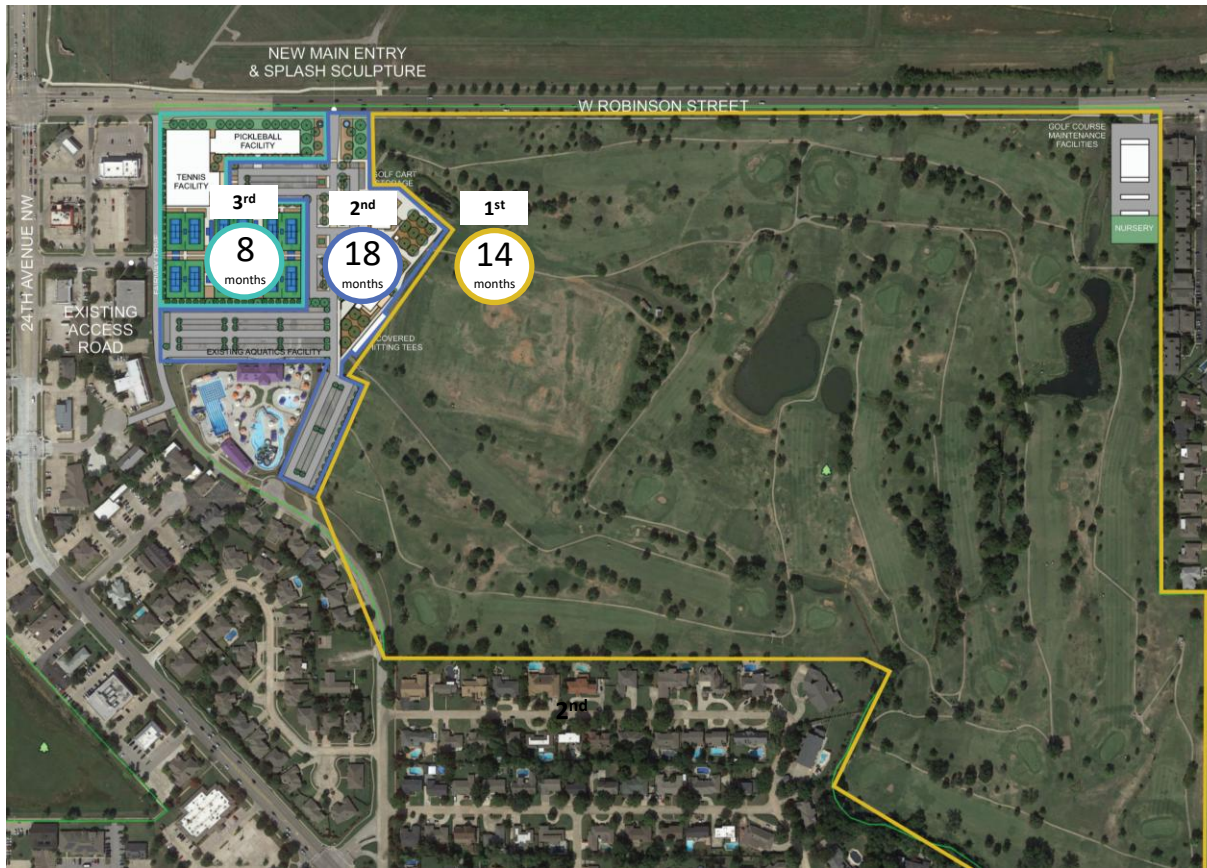 NEW MAIN ENTRY
& SPLASH SCULPTURE
W ROBINSON STREET
24TH AVENUE NW
PICKLEBALL
FACILITY
TENNIS
FACILITY
GOLF COURSE
MAINTENANCE
FACILITIES
NURSERY
GOLF CART
3rd
8
months
2nd
18
months
1st
14
months
EXISTING
ACCESS
ROAD
COVERED
HITTING TEES
EXISTING AQUATICS FACILITY
2nd